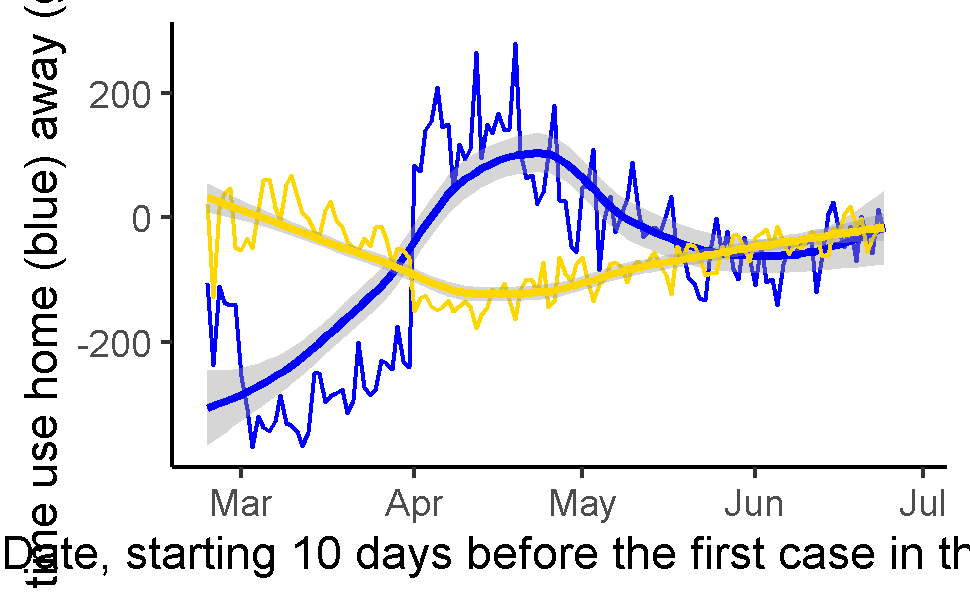 time use home (blue) away (g
200
0
-200
Mar Apr May Jun Jul
Date, starting 10 days before the first case in th